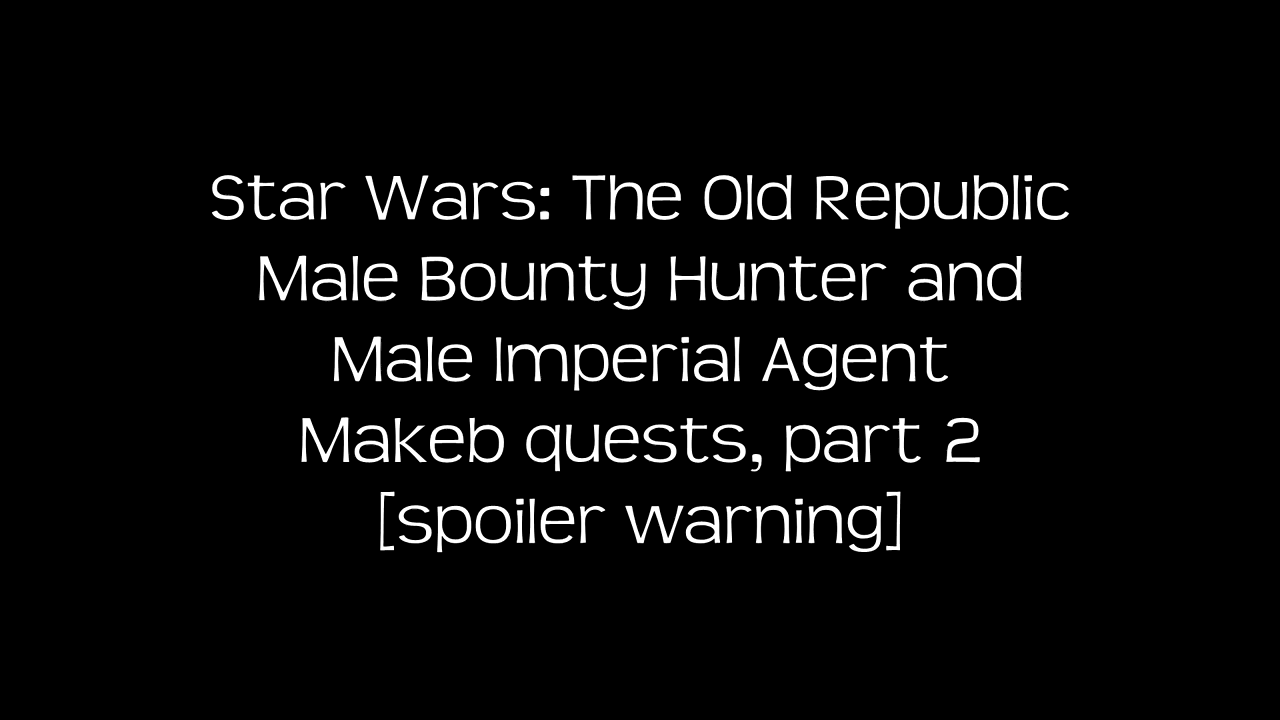 Star Wars: The Old Republic
Male Bounty Hunter and
Male Imperial Agent
Makeb quests, part 2
[spoiler warning]